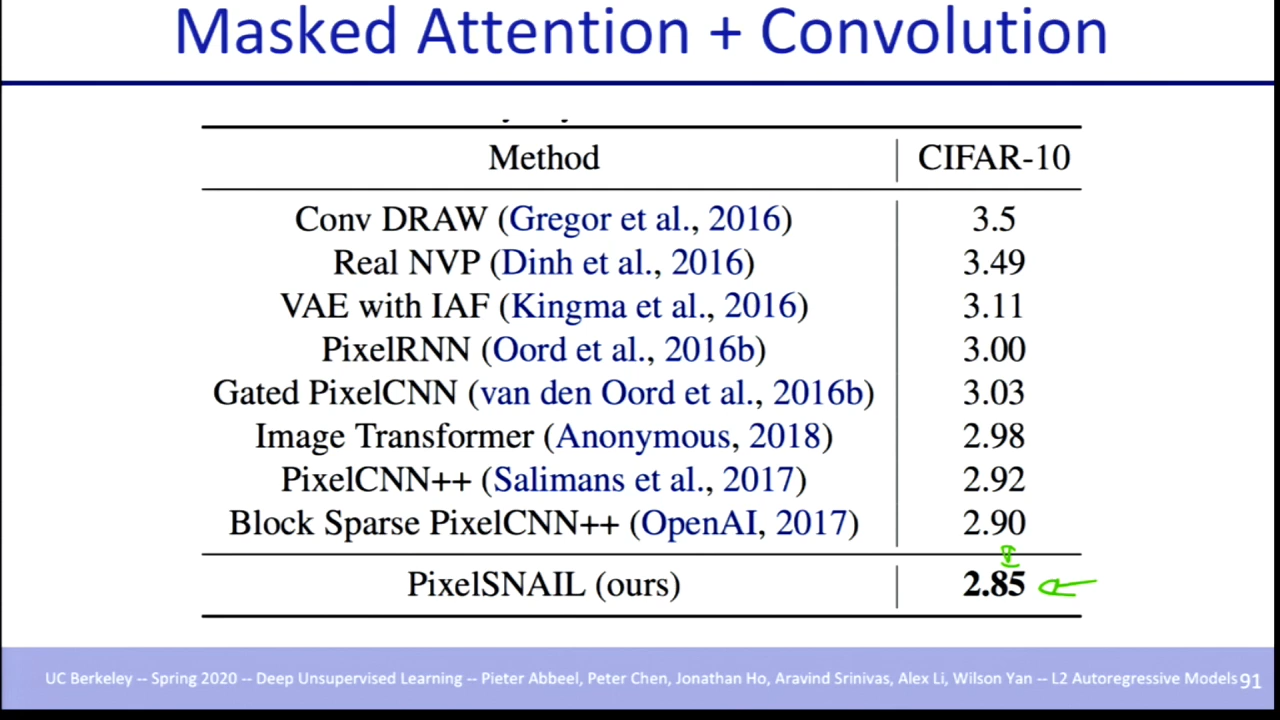 Masked Attention + Convolution
Method CIFAR-10
Conv DRAW (Gregor et al., 2016) 3.5
Real NVP (Dinh et al., 2016) 3.49
VAE with IAF (Kingma et al., 2016) 3.11
PixelRNN (Oord et al., 2016b) 3.00
Gated PixelCNN (van den Oord et al., 2016b) 3.03
Image Transformer (Anonymous, 2018) 2.98
PixelCNN++ (Salimans et al., 2017) 2.92
Block Sparse PixelCNN++ (OpenAI, 2017) 2.90
PixelSNAIL (ours) 2.85
UC Berkeley -- Spring 2020 -- Deep Unsupervised Learning -- Pieter Abbeel, Peter Chen, Jonathan Ho, Aravind Srinivas, Alex Li, Wilson Yan -- L2 Autoregressive Models 91